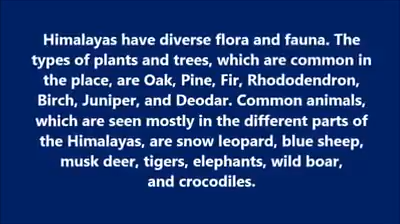 Himalayas have diverse flora and fauna. The
types of plants and trees, which are common in
the place, are Oak, Pine, Fir, Rhododendron,
Birch, Juniper, and Deodar. Common animals,
which are seen mostly in the different parts of
the Himalayas, are snow leopard, blue sheep,
musk deer, tigers, elephants, wild boar,
and crocodiles.